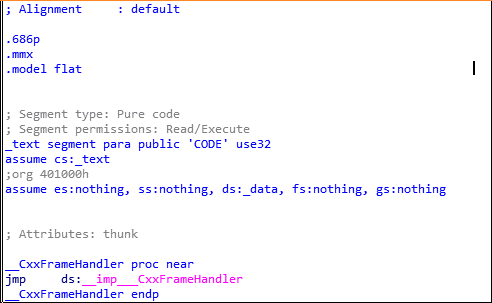 ; Alignment     : default
.686p
.mmx
.model flat
; Segment type: Pure code
; Segment permissions: Read/Execute
_text segment para public 'CODE' use32
assume cs:_text
;org 401000h
assume es:nothing, ss:nothing, ds:_data, fs:nothing, gs:nothing
; Attributes: thunk
__CxxFrameHandler proc near
jmp     ds:__imp___CxxFrameHandler
__CxxFrameHandler endp